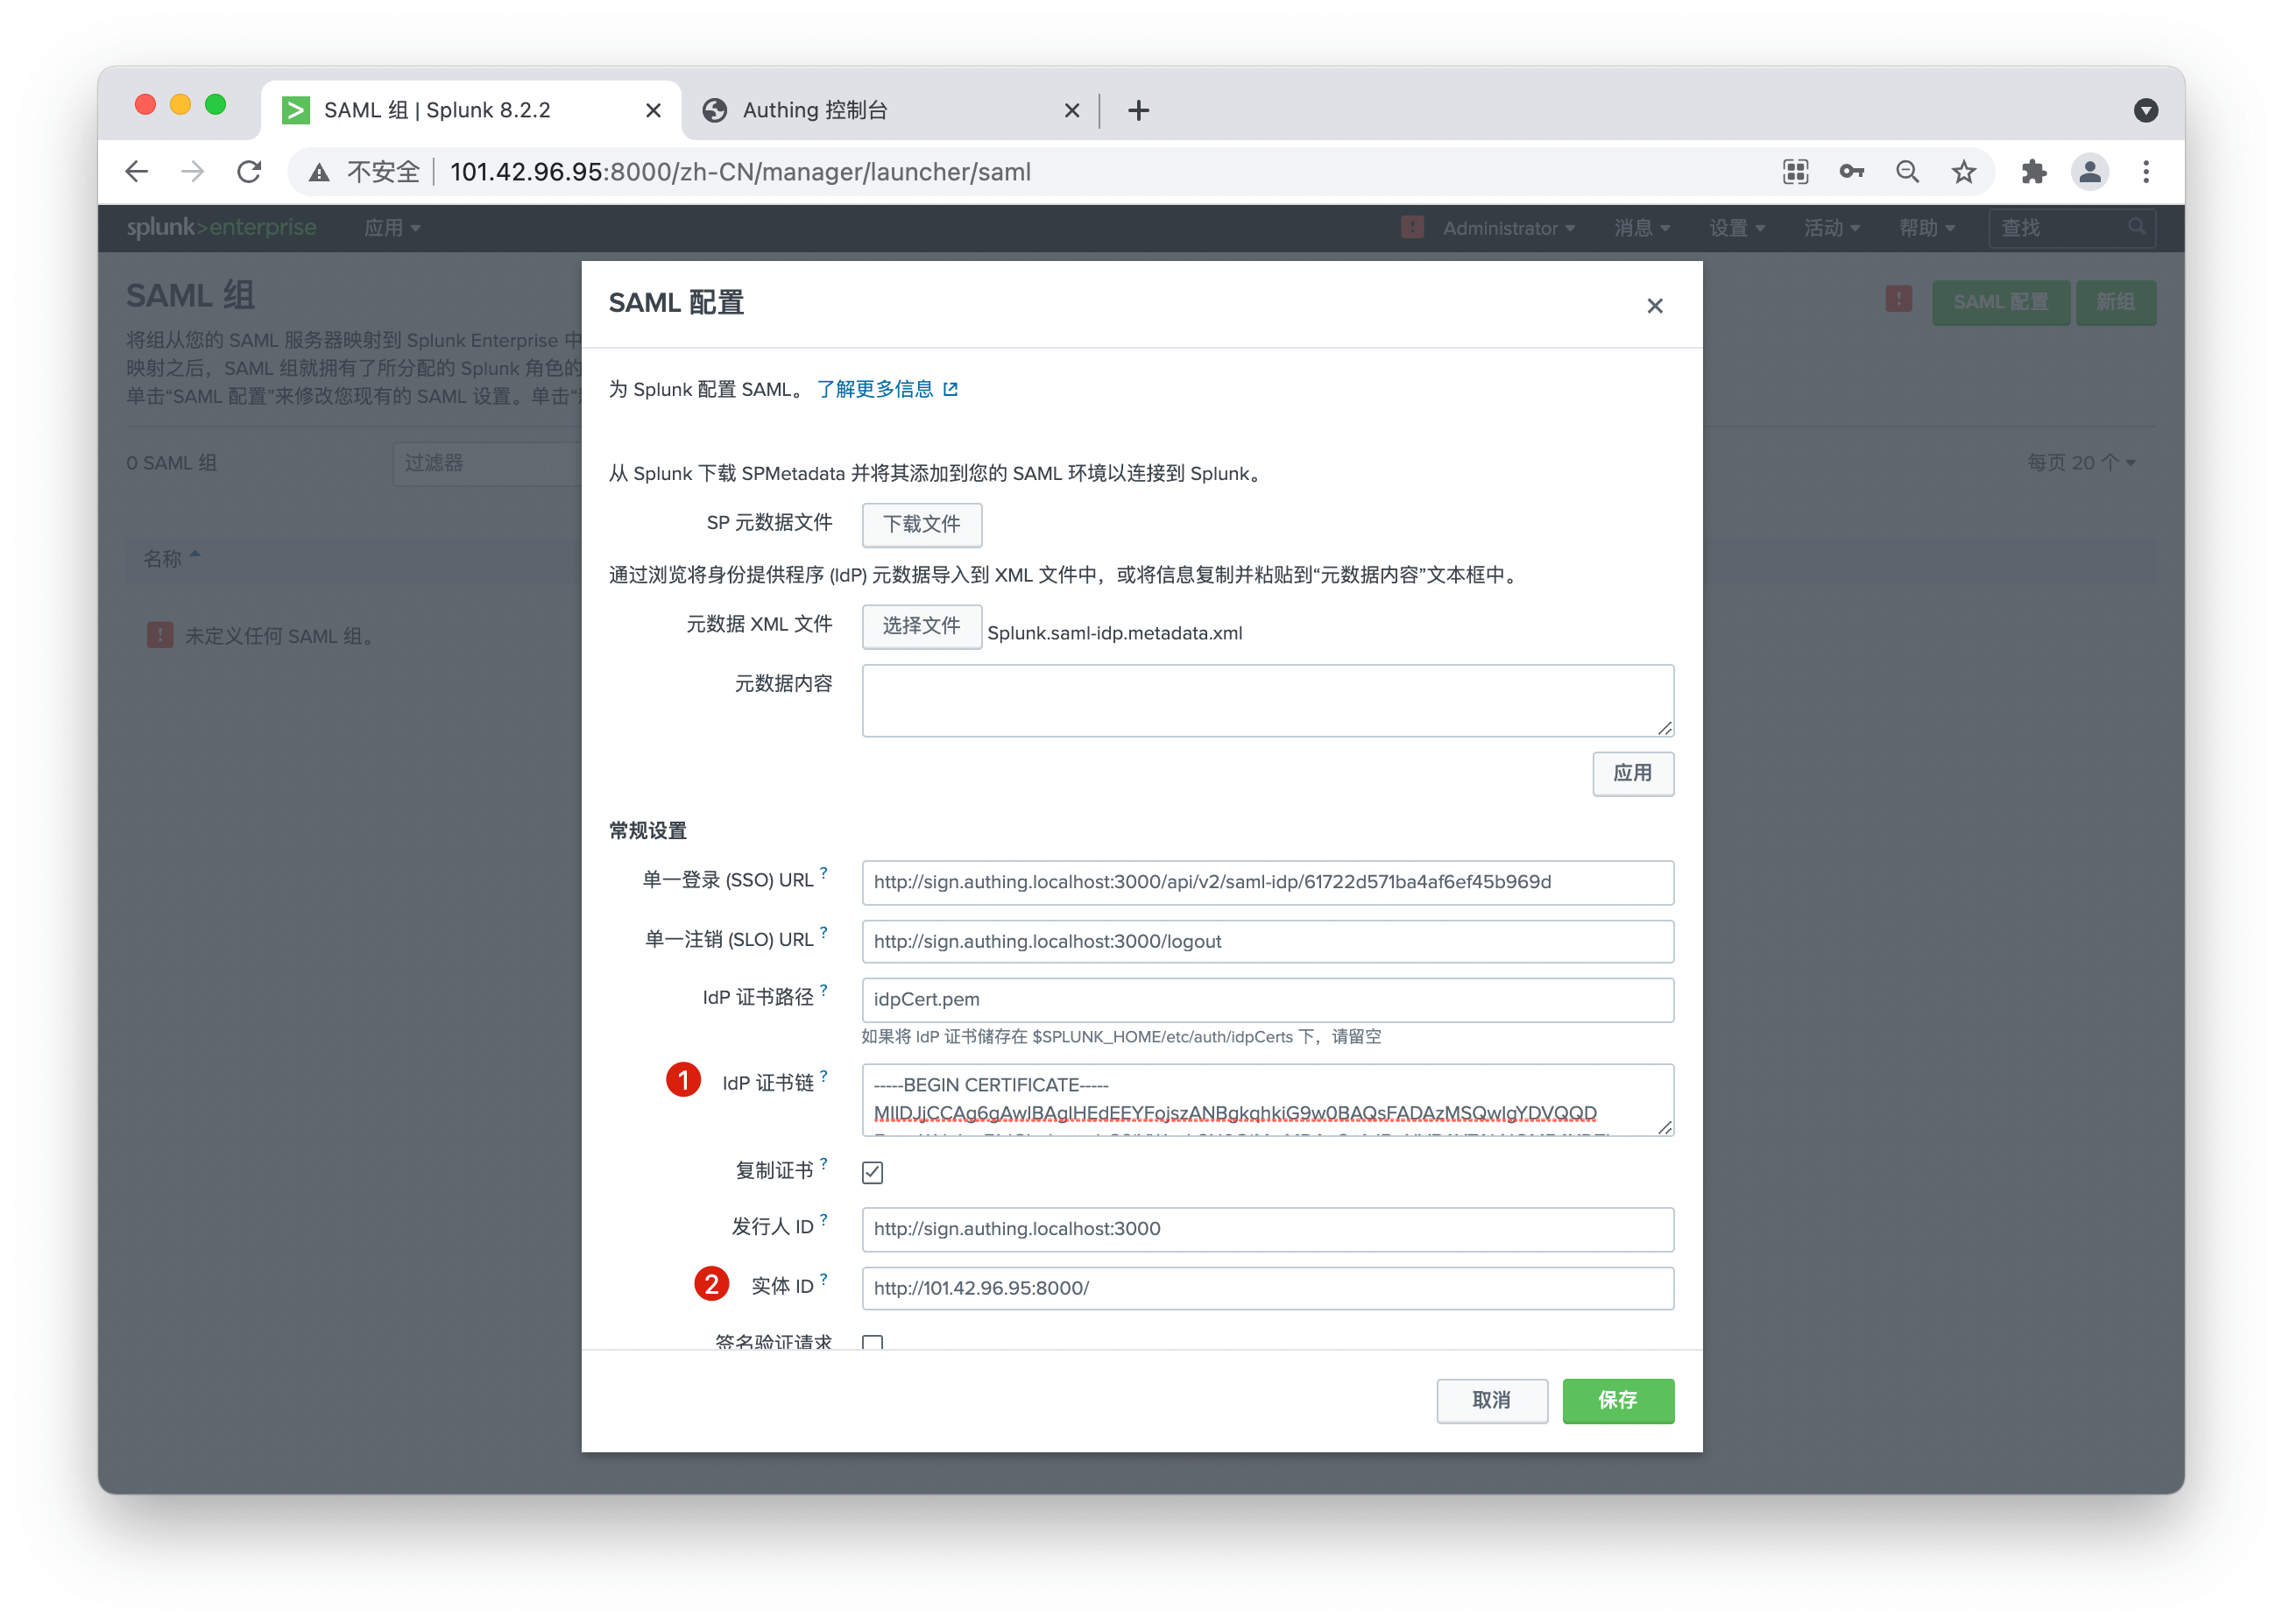 SAML 组 | Splunk 8.2.2
Authing 控制台
不安全
101.42.96.95:8000/zh-CN/manager/launcher/saml
splunk>enterprise
应用
Administrator
消息
设置
活动
帮助
查找
SAML 组
SAML 配置
新组
将组从您的 SAML 服务器映射到 Splunk Enterprise 中
映射之后，SAML 组就拥有了所分配的 Splunk 角色的
单击“SAML 配置”来修改您现有的 SAML 设置。单击“
0 SAML 组
过滤器
每页 20 个
名称
未定义任何 SAML 组。
SAML 配置
为 Splunk 配置 SAML。 了解更多信息
从 Splunk 下载 SPMetadata 并将其添加到您的 SAML 环境以连接到 Splunk。
SP 元数据文件
下载文件
通过浏览将身份提供程序 (IdP) 元数据导入到 XML 文件中，或将信息复制并粘贴到“元数据内容”文本框中。
元数据 XML 文件
选择文件 Splunk.saml-idp.metadata.xml
元数据内容
应用
常规设置
单一登录 (SSO) URL ?
http://sign.authing.localhost:3000/api/v2/saml-idp/61722d571ba4af6ef45b969d
单一注销 (SLO) URL ?
http://sign.authing.localhost:3000/logout
IdP 证书路径 ?
idpCert.pem
如果将 IdP 证书储存在 $SPLUNK_HOME/etc/auth/idpCerts 下，请留空
1 IdP 证书链 ?
-----BEGIN CERTIFICATE-----
MIIDJjCCAg6gAwIBAgIHEdEEYFojszANBgkqhkiG9w0BAQsFADAzMSQwIgYDVQQD
复制证书 ?
发行人 ID ?
http://sign.authing.localhost:3000
2 实体 ID ?
http://101.42.96.95:8000/
签名验证请求
取消
保存